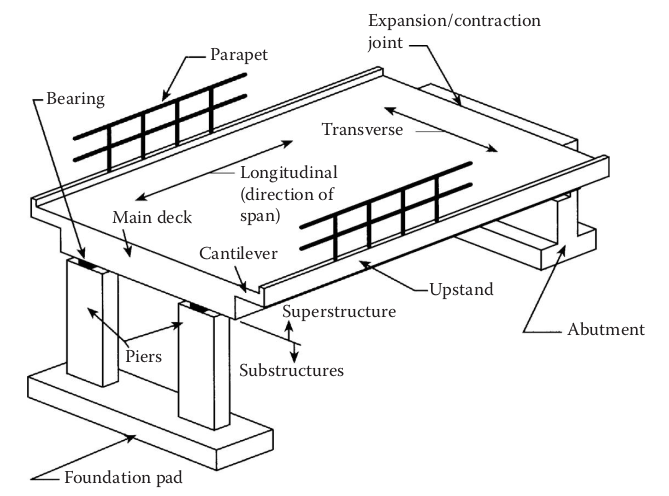 Expansion/contraction
joint
Parapet
Bearing
Transverse
Longitudinal
(direction of
span)
Main deck
Cantilever
Upstand
Superstructure
Abutment
Piers
Substructures
Foundation pad